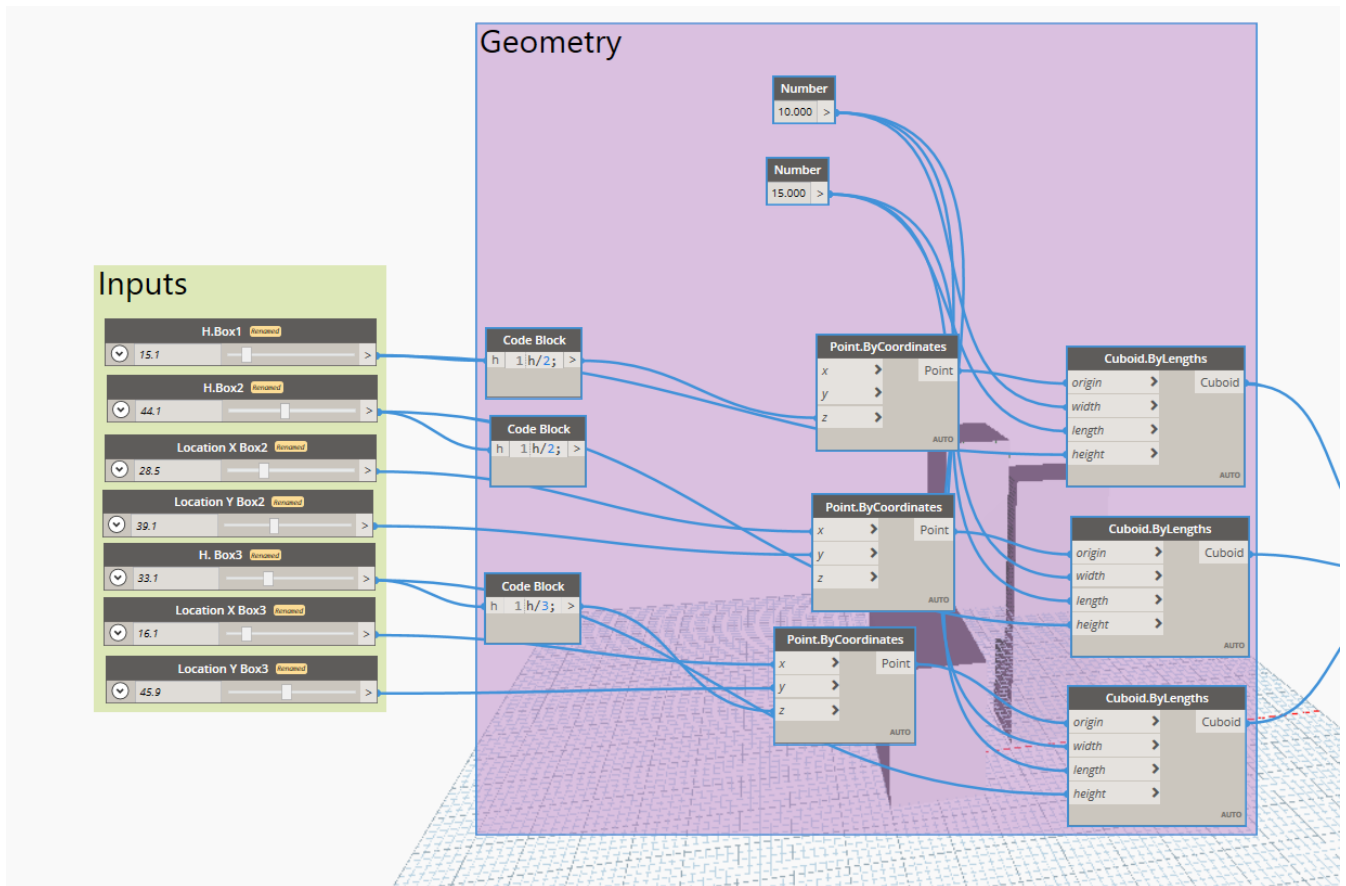 Geometry
Number
10.000 >
Number
15.000 >
Inputs
H.Box1 Renamed
15.1 >
H.Box2 Renamed
44.1 >
Location X Box2 Renamed
28.5 >
Location Y Box2 Renamed
39.1 >
H. Box3 Renamed
33.1 >
Location X Box3 Renamed
16.1 >
Location Y Box3 Renamed
45.9 >
Code Block
h 1 h/2; >
Code Block
h 1 h/2; >
Code Block
h 1 h/3; >
Point.ByCoordinates
x > Point
y >
z >
AUTO
Point.ByCoordinates
x > Point
y >
z >
AUTO
Point.ByCoordinates
x > Point
y >
z >
AUTO
Cuboid.ByLengths
origin > Cuboid
width >
length >
height >
AUTO
Cuboid.ByLengths
origin > Cuboid
width >
length >
height >
AUTO
Cuboid.ByLengths
origin > Cuboid
width >
length >
height >
AUTO